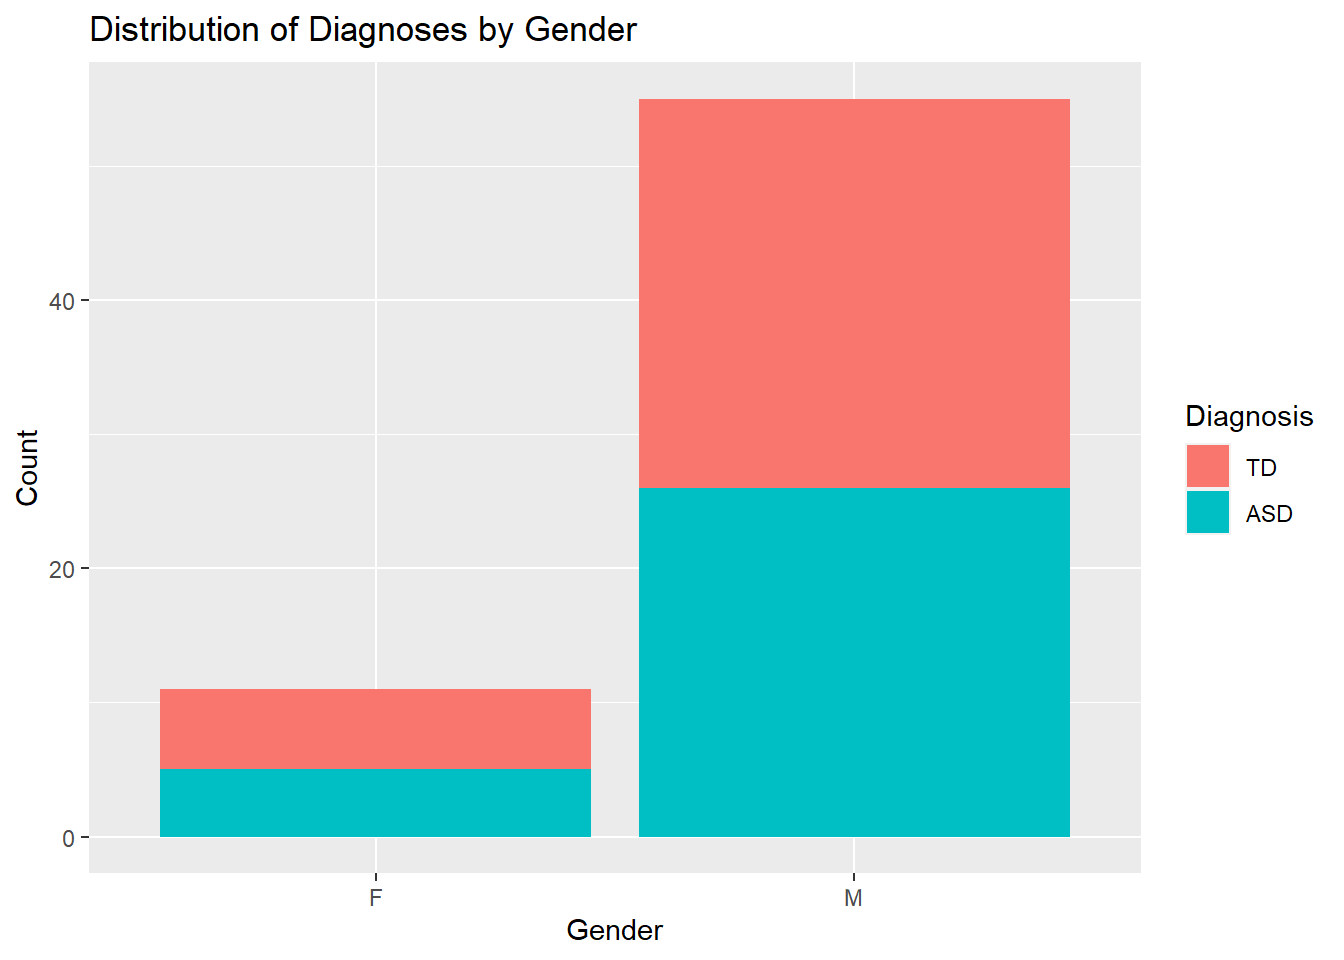 Distribution of Diagnoses by Gender
Count
40
20
0
F
M
Gender
Diagnosis
TD
ASD